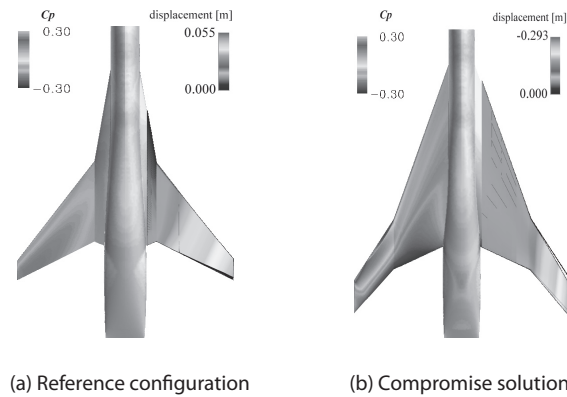 Cp
displacement [m]
0.30
0.055
−0.30
0.000
(a) Reference configuration
Cp
displacement [m]
0.30
-0.293
−0.30
0.000
(b) Compromise solution